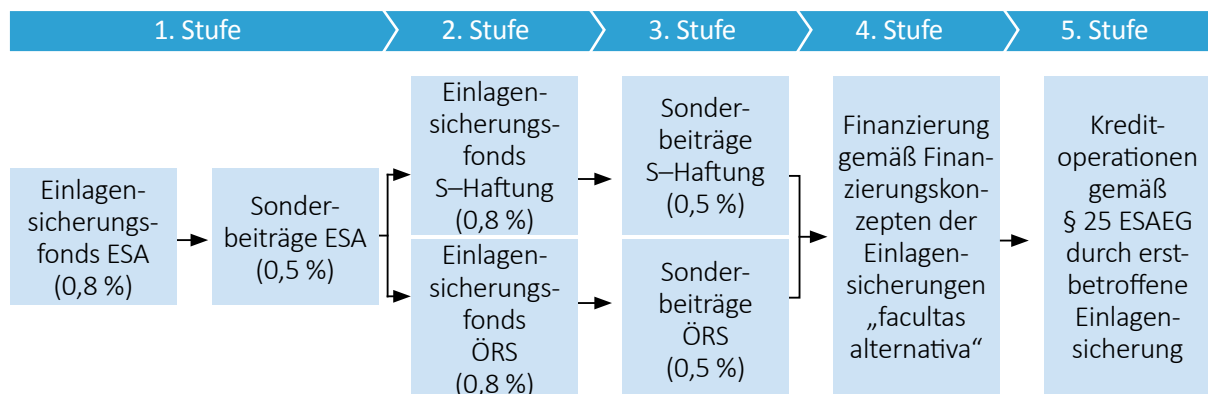 1. Stufe
2. Stufe
3. Stufe
4. Stufe
5. Stufe
Einlagen-
sicherungs-
fonds ESA
(0,8 %)
Sonder-
beiträge ESA
(0,5 %)
Einlagen-
sicherungs-
fonds
S–Haftung
(0,8 %)
Einlagen-
sicherungs-
fonds
ÖRS
(0,8 %)
Sonder-
beiträge
S–Haftung
(0,5 %)
Sonder-
beiträge
ÖRS
(0,5 %)
Finanzierung
gemäß Finan-
zierungskon-
zepten der
Einlagen-
sicherungen
„facultas
alternativa“
Kredit-
operationen
gemäß
§ 25 ESAEG
durch erst-
betroffene
Einlagen-
sicherung